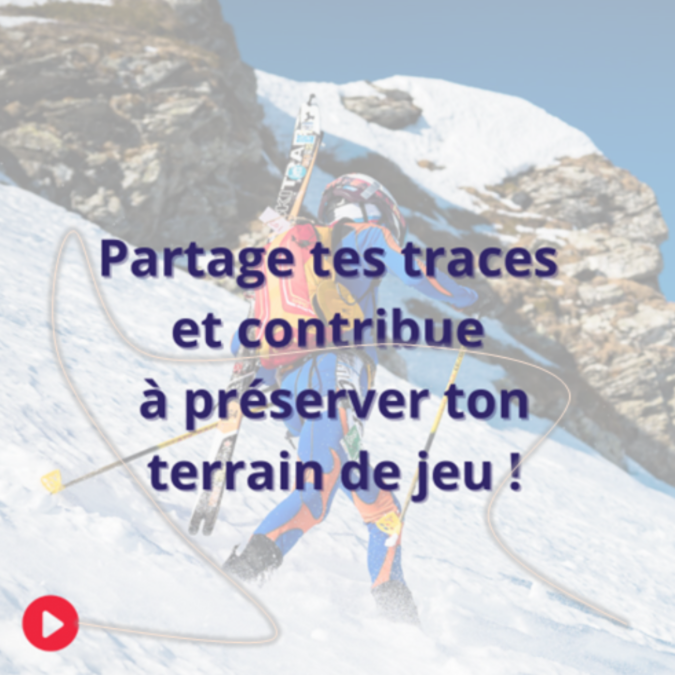 Partage tes traces
et contribue
à préserver ton
terrain de jeu !